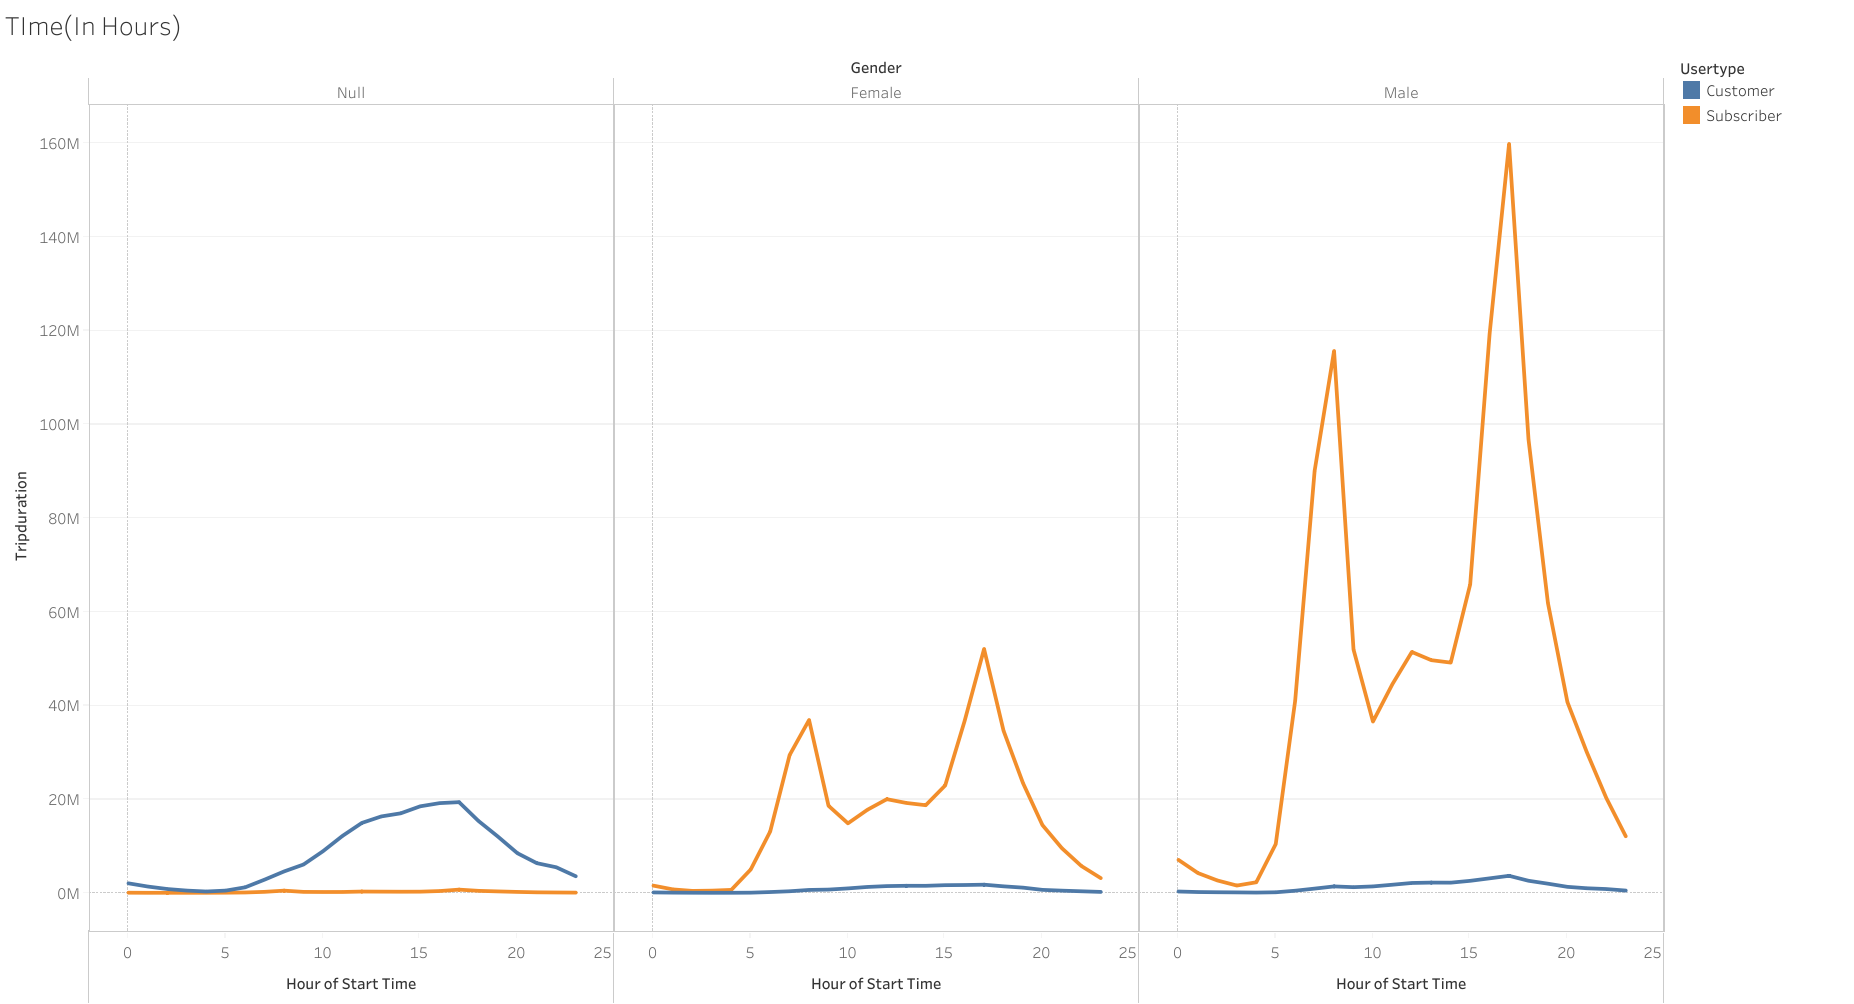 TIme(In Hours)
Gender
Null Female Male
Usertype
Customer
Subscriber
Tripduration
160M
140M
120M
100M
80M
60M
40M
20M
0M
0 5 10 15 20 25 0 5 10 15 20 25 0 5 10 15 20 25
Hour of Start Time Hour of Start Time Hour of Start Time